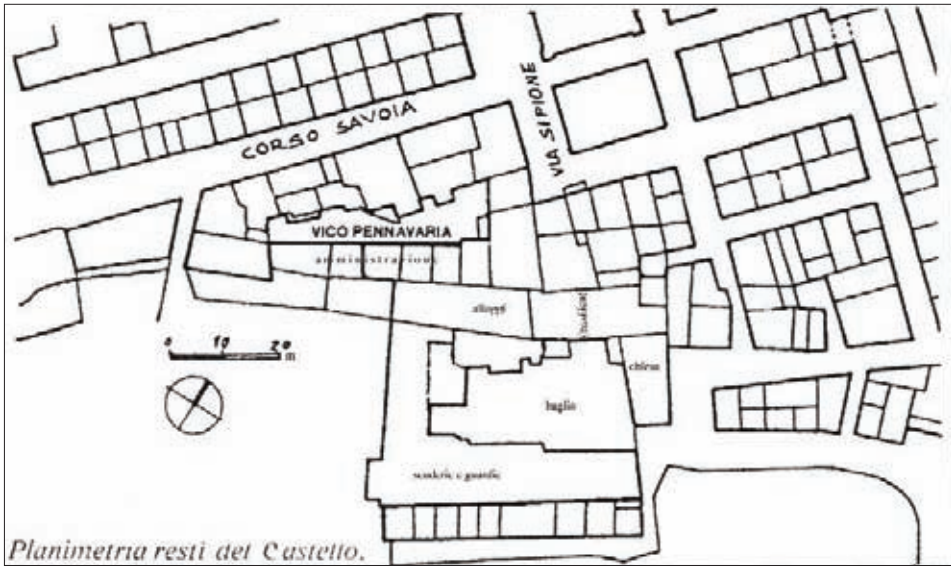 CORSO SAVOIA
VIA SIPIONE
VICO PENNAVARIA
amministrazione
alloggi
chiesa
baglio
scuderie e guardie
0 10 20 m
Planimetria resti del Castello.